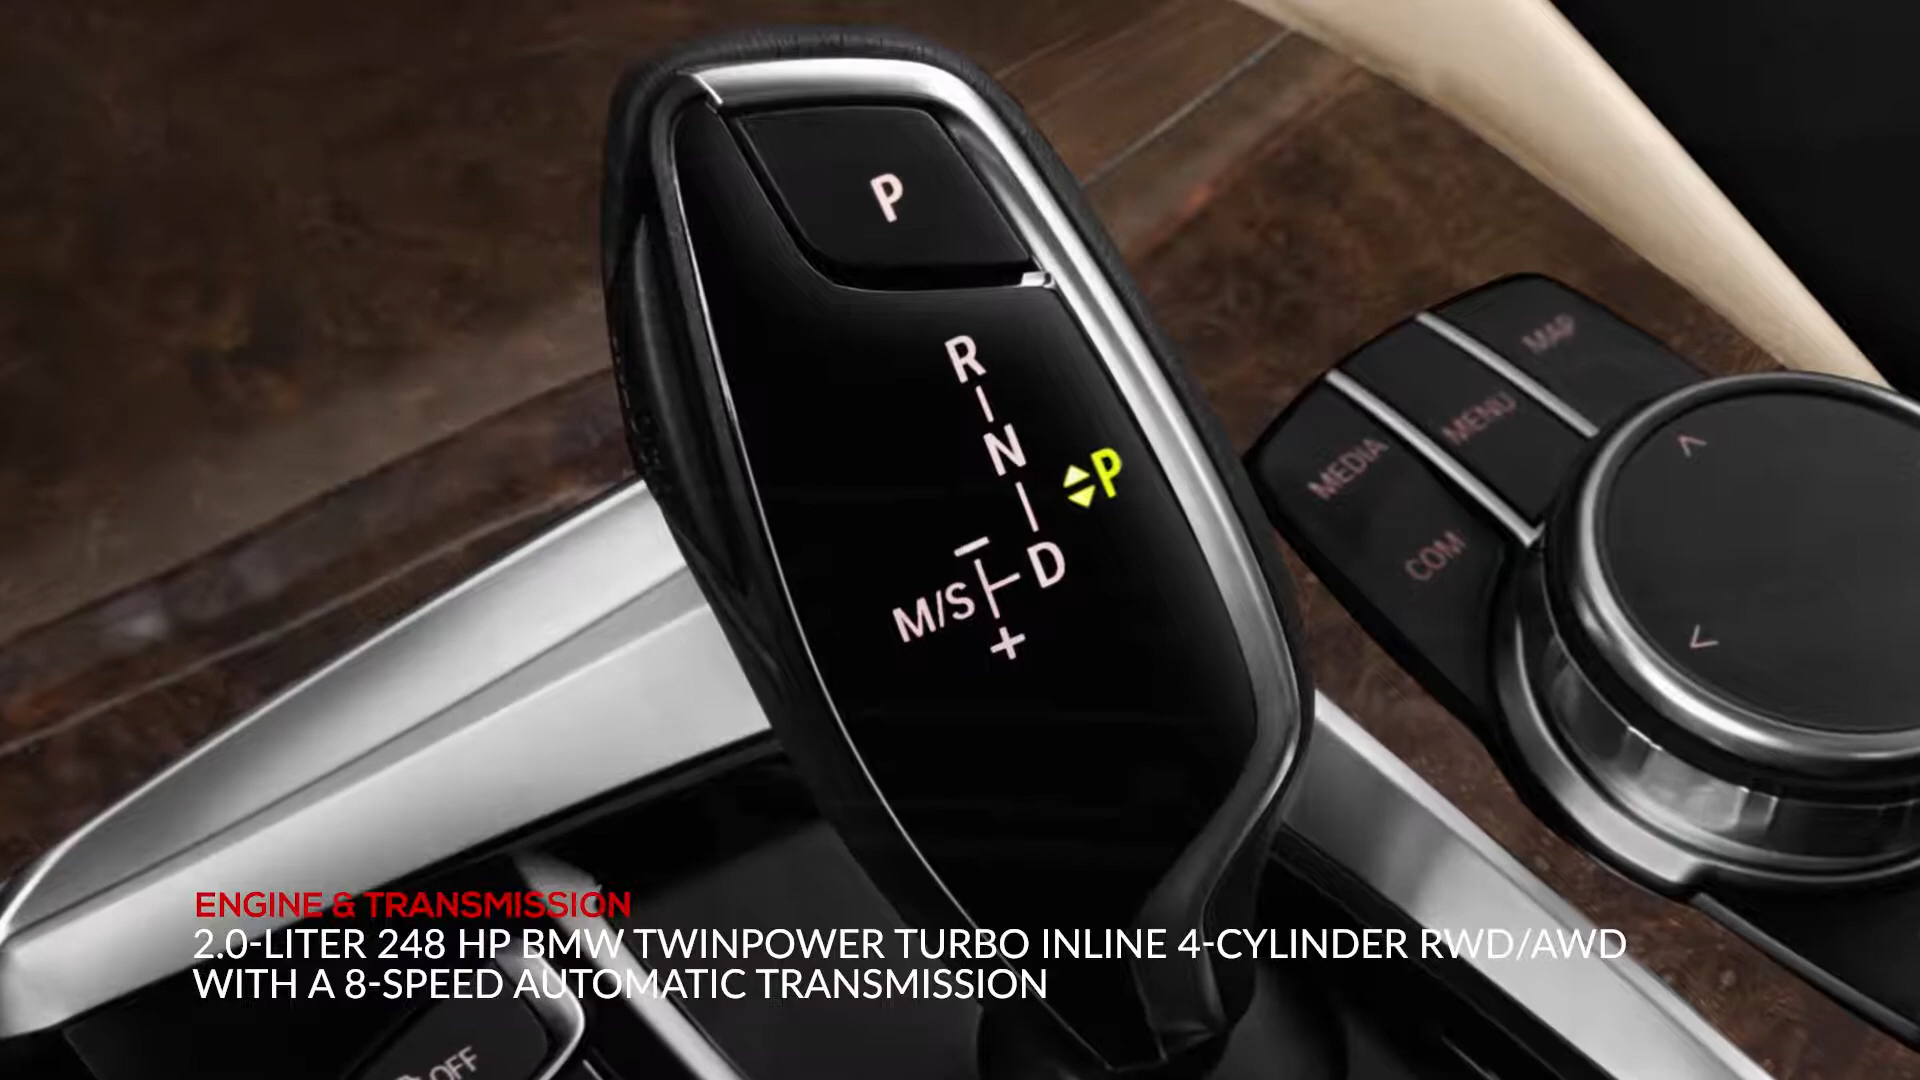 P
R
N
P
D
M/S
+
MAP
MENU
MEDIA
COM
OFF
ENGINE & TRANSMISSION
2.0-LITER 248 HP BMW TWINPOWER TURBO INLINE 4-CYLINDER RWD/AWD
WITH A 8-SPEED AUTOMATIC TRANSMISSION